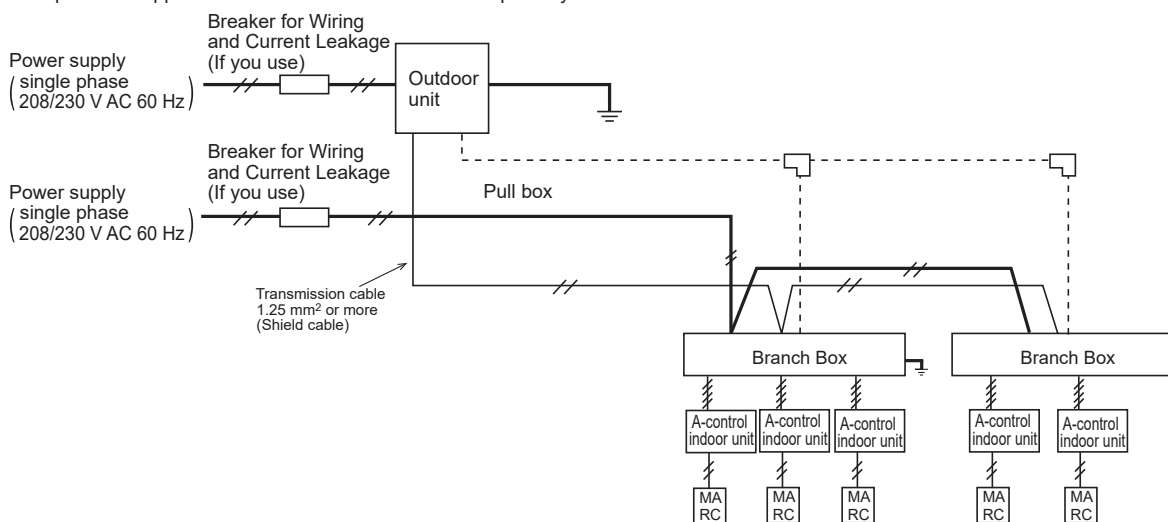 Breaker for Wiring
and Current Leakage
(If you use)
Power supply
(single phase
208/230 V AC 60 Hz)
Outdoor
unit
Breaker for Wiring
and Current Leakage
(If you use)
Power supply
(single phase
208/230 V AC 60 Hz)
Pull box
Transmission cable
1.25 mm² or more
(Shield cable)
Branch Box
Branch Box
A-control
indoor unit
A-control
indoor unit
A-control
indoor unit
A-control
indoor unit
A-control
indoor unit
MA
RC
MA
RC
MA
RC
MA
RC
MA
RC